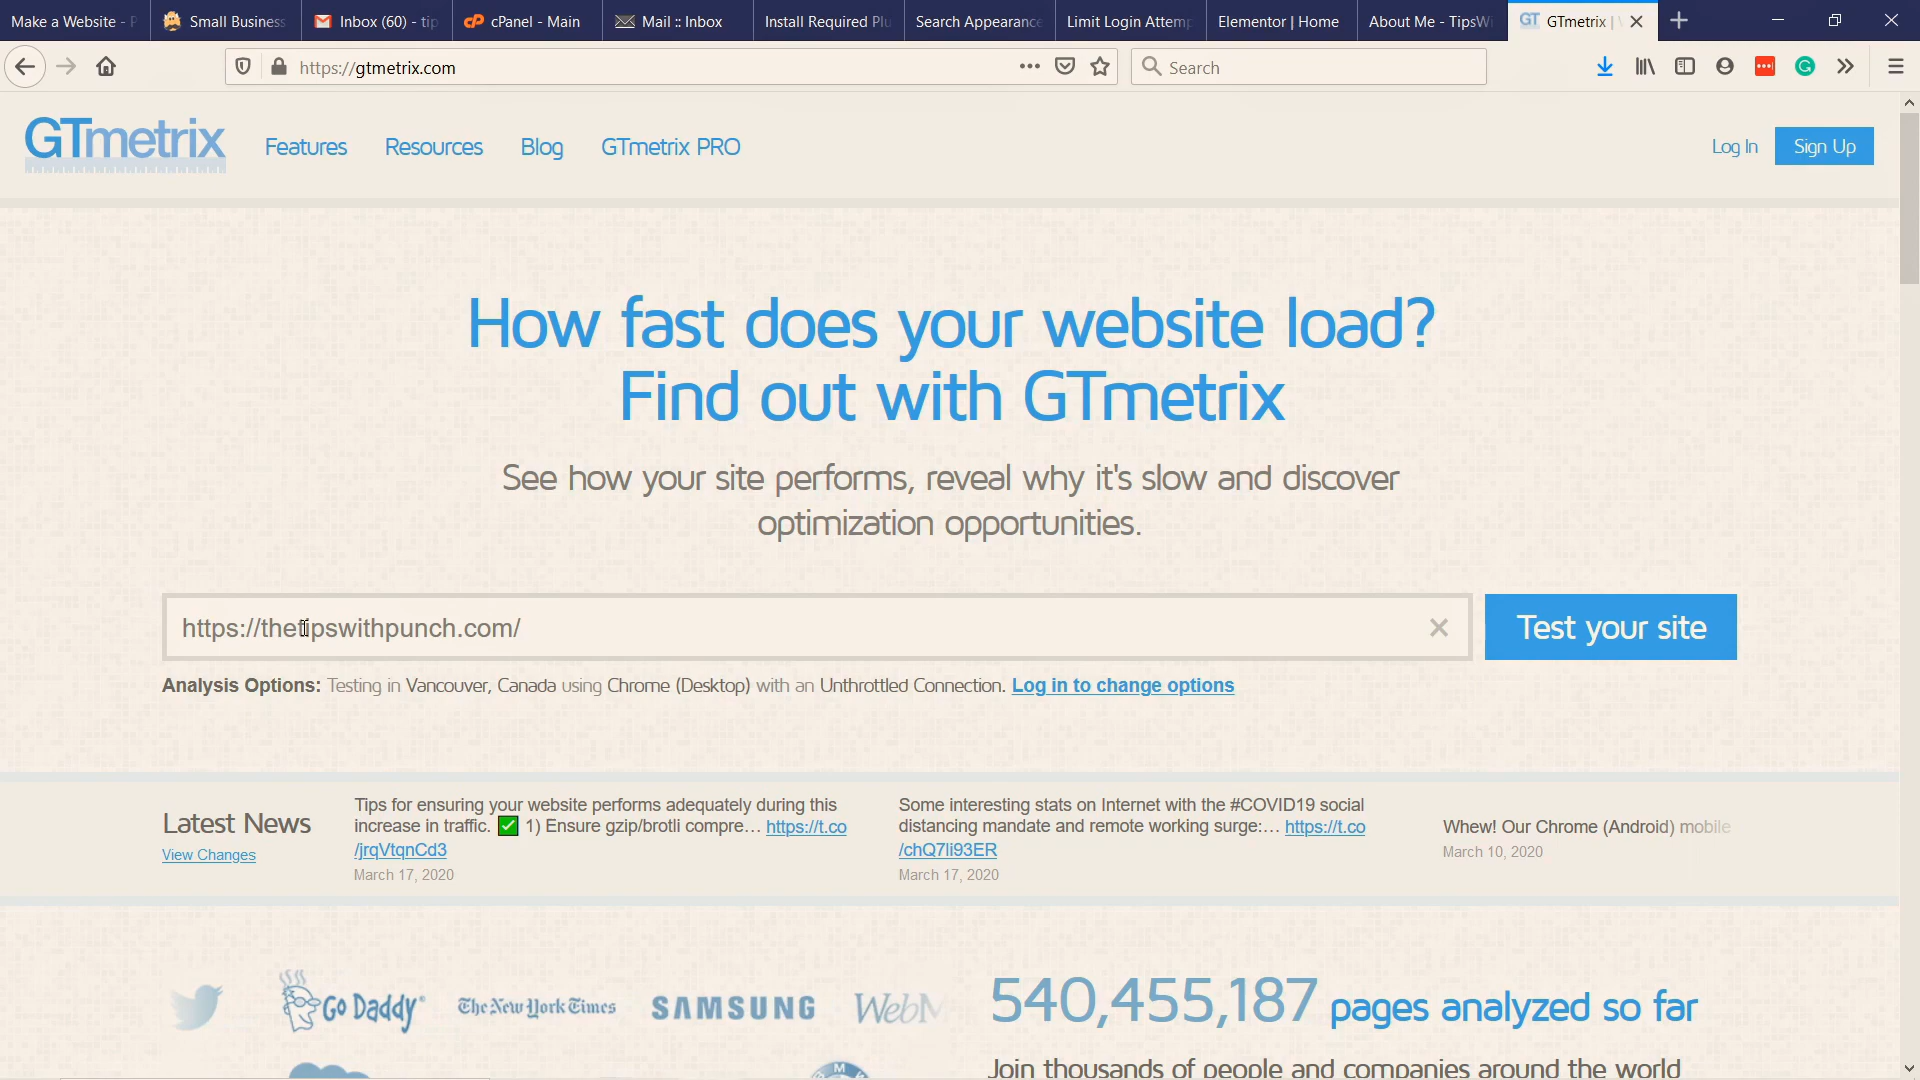 Make a Website - P
Small Business
Inbox (60) - tip
cPanel - Main
Mail :: Inbox
Install Required Plu
Search Appearance
Limit Login Attemp
Elementor | Home
About Me - TipsWi
GTmetrix |
https://gtmetrix.com
Search
GTmetrix
Features
Resources
Blog
GTmetrix PRO
Log In
Sign Up
How fast does your website load?
Find out with GTmetrix
See how your site performs, reveal why it's slow and discover
optimization opportunities.
https://thetipswithpunch.com/
Test your site
Analysis Options: Testing in Vancouver, Canada using Chrome (Desktop) with an Unthrottled Connection. Log in to change options
Latest News
View Changes
Tips for ensuring your website performs adequately during this
increase in traffic. ✅ 1) Ensure gzip/brotli compre... https://t.co
/jrqVtqnCd3
March 17, 2020
Some interesting stats on Internet with the #COVID19 social
distancing mandate and remote working surge:... https://t.co
/chQ7li93ER
March 17, 2020
Whew! Our Chrome (Android) mobile
March 10, 2020
Go Daddy
The New York Times
SAMSUNG
WebM
540,455,187 pages analyzed so far
Join thousands of people and companies around the world